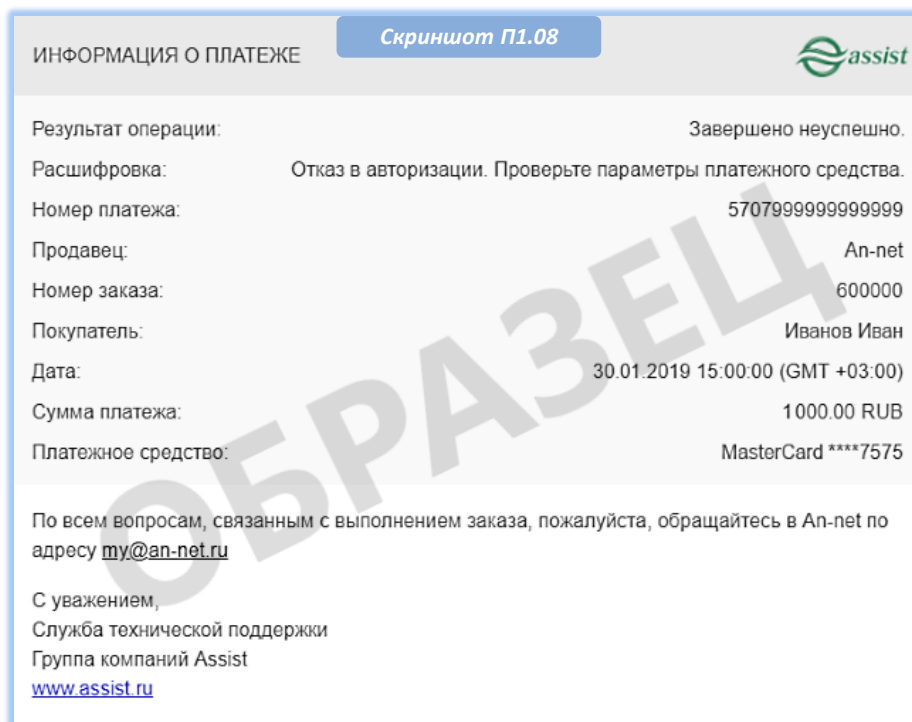 Скриншот П1.08
ИНФОРМАЦИЯ О ПЛАТЕЖЕ
assist
Результат операции: Завершено неуспешно.
Расшифровка: Отказ в авторизации. Проверьте параметры платежного средства.
Номер платежа: 5707999999999999
Продавец: An-net
Номер заказа: 600000
Покупатель: Иванов Иван
Дата: 30.01.2019 15:00:00 (GMT +03:00)
Сумма платежа: 1000.00 RUB
Платежное средство: MasterCard ****7575
ОБРАЗЕЦ
По всем вопросам, связанным с выполнением заказа, пожалуйста, обращайтесь в An-net по
адресу my@an-net.ru
С уважением,
Служба технической поддержки
Группа компаний Assist
www.assist.ru